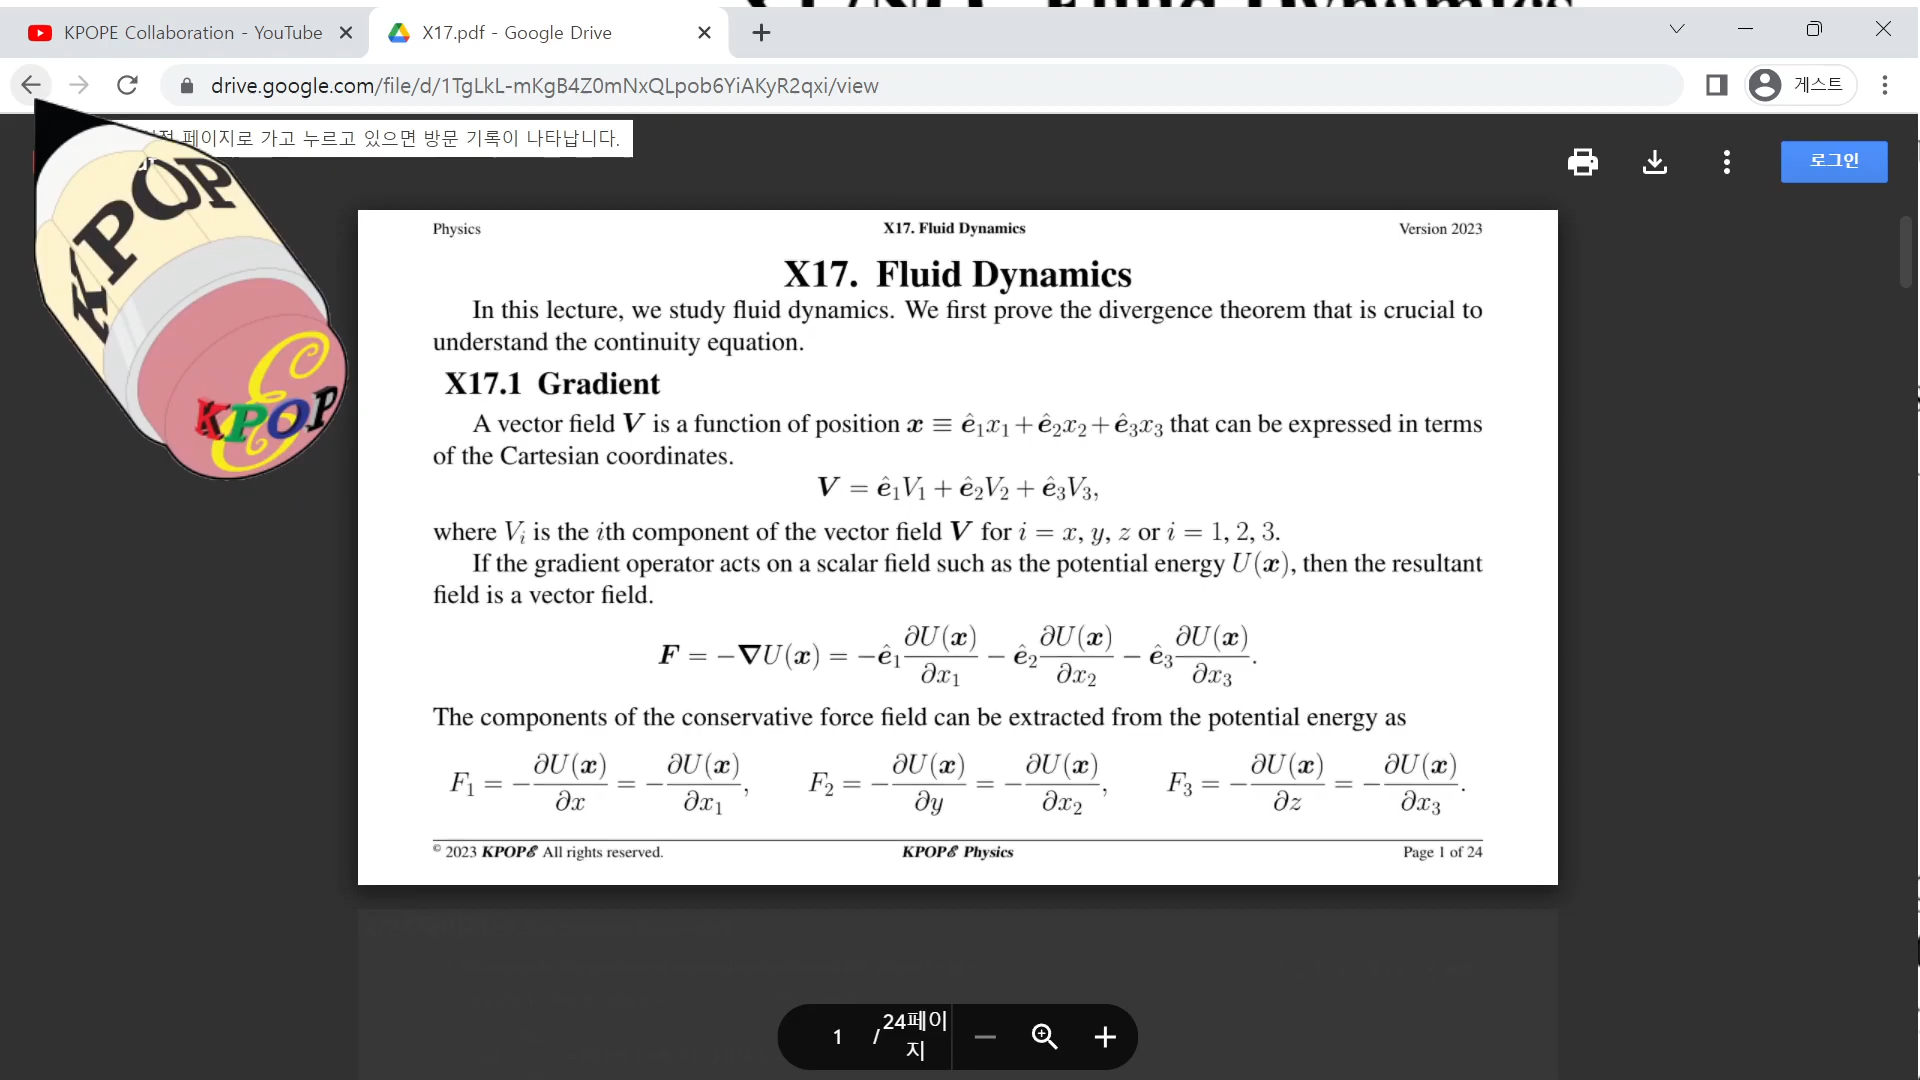 X17/N17. Fluid Dynamics
KPOPE Collaboration - YouTube
X17.pdf - Google Drive
drive.google.com/file/d/1TgLkL-mKgB4Z0mNxQLpob6YiAKyR2qxi/view
게스트
페이지로 가고 누르고 있으면 방문 기록이 나타납니다.
로그인
KPOP
KPOP
ℰ
Physics X17. Fluid Dynamics Version 2023
X17. Fluid Dynamics
In this lecture, we study fluid dynamics. We first prove the divergence theorem that is crucial to
understand the continuity equation.
X17.1 Gradient
A vector field V is a function of position x ≡ ê₁x₁+ê₂x₂+ê₃x₃ that can be expressed in terms
of the Cartesian coordinates.
V = ê₁V₁ + ê₂V₂ + ê₃V₃,
where Vᵢ is the ith component of the vector field V for i = x, y, z or i = 1, 2, 3.
If the gradient operator acts on a scalar field such as the potential energy U(x), then the resultant
field is a vector field.
F = −∇U(x) = −ê₁ ∂U(x)/∂x₁ − ê₂ ∂U(x)/∂x₂ − ê₃ ∂U(x)/∂x₃.
The components of the conservative force field can be extracted from the potential energy as
F₁ = −∂U(x)/∂x = −∂U(x)/∂x₁, F₂ = −∂U(x)/∂y = −∂U(x)/∂x₂, F₃ = −∂U(x)/∂z = −∂U(x)/∂x₃.
© 2023 KPOPℰ All rights reserved. KPOPℰ Physics Page 1 of 24
1 / 24페이
지